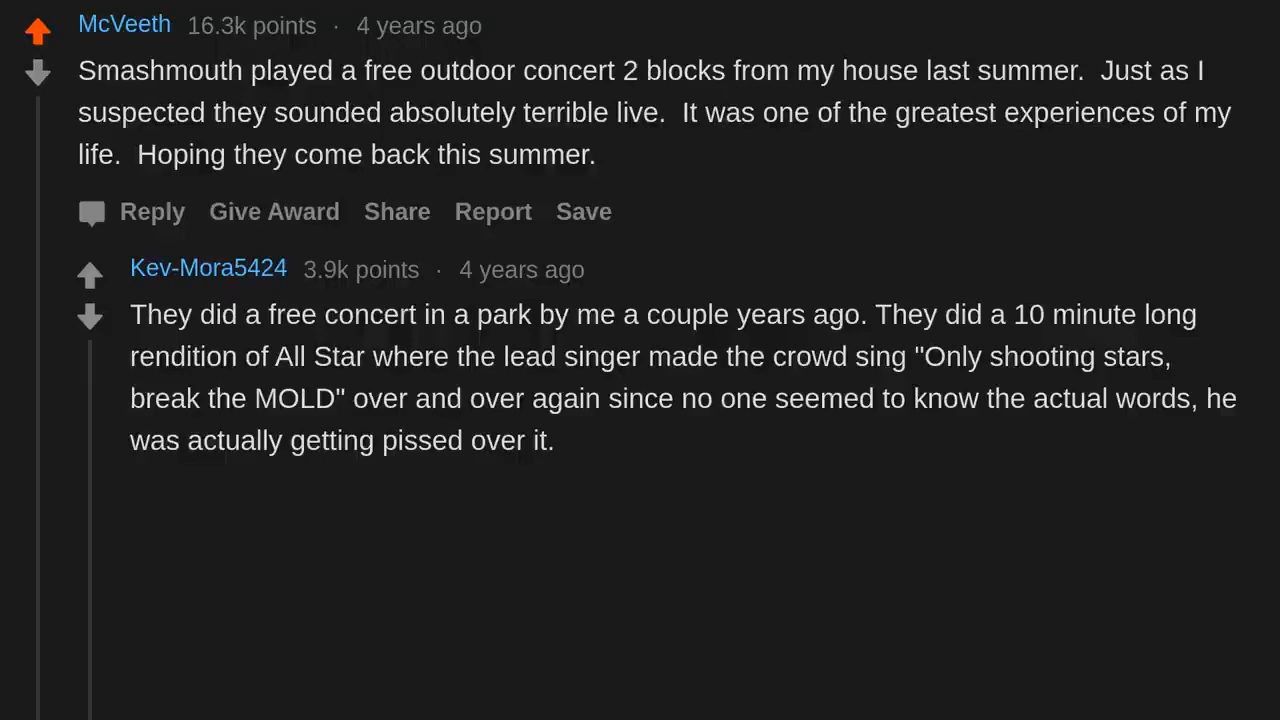 McVeeth 16.3k points · 4 years ago
Smashmouth played a free outdoor concert 2 blocks from my house last summer.  Just as I
suspected they sounded absolutely terrible live.  It was one of the greatest experiences of my
life.  Hoping they come back this summer.
Reply Give Award Share Report Save
Kev-Mora5424 3.9k points · 4 years ago
They did a free concert in a park by me a couple years ago. They did a 10 minute long
rendition of All Star where the lead singer made the crowd sing "Only shooting stars,
break the MOLD" over and over again since no one seemed to know the actual words, he
was actually getting pissed over it.